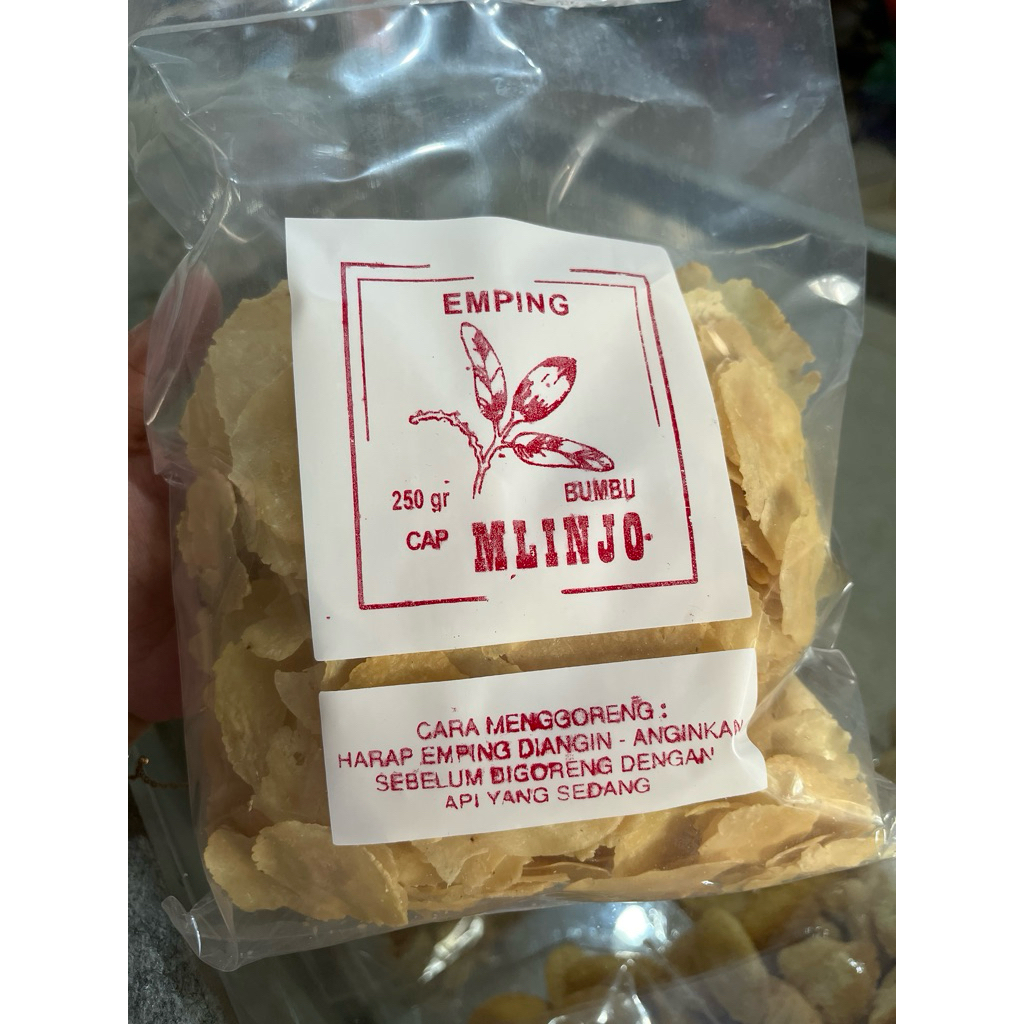 EMPING
250 gr BUMBU
CAP MLINJO
CARA MENGGORENG :
HARAP EMPING DIANGIN - ANGINKAN
SEBELUM DIGORENG DENGAN
API YANG SEDANG